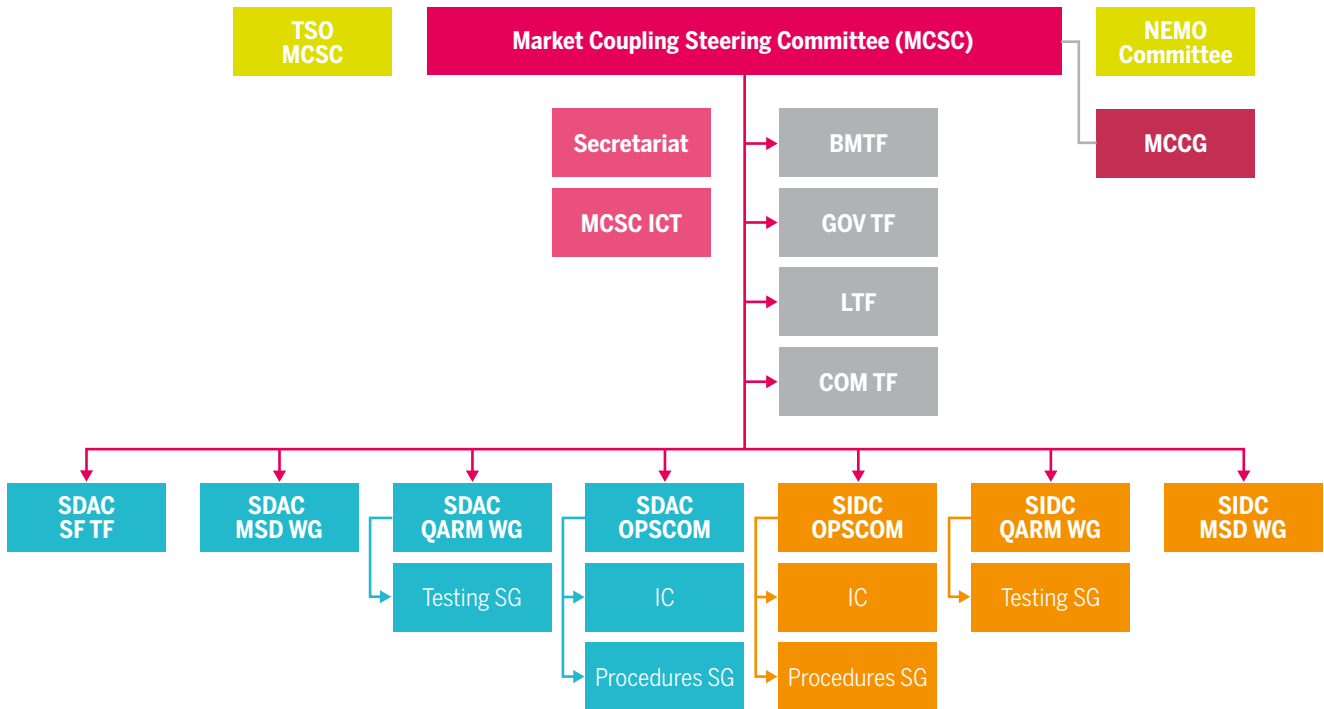 TSO
MCSC
Market Coupling Steering Committee (MCSC)
NEMO
Committee
Secretariat
BMTF
MCCG
MCSC ICT
GOV TF
LTF
COM TF
SDAC
SF TF
SDAC
MSD WG
SDAC
QARM WG
SDAC
OPSCOM
SIDC
OPSCOM
SIDC
QARM WG
SIDC
MSD WG
Testing SG
IC
IC
Testing SG
Procedures SG
Procedures SG